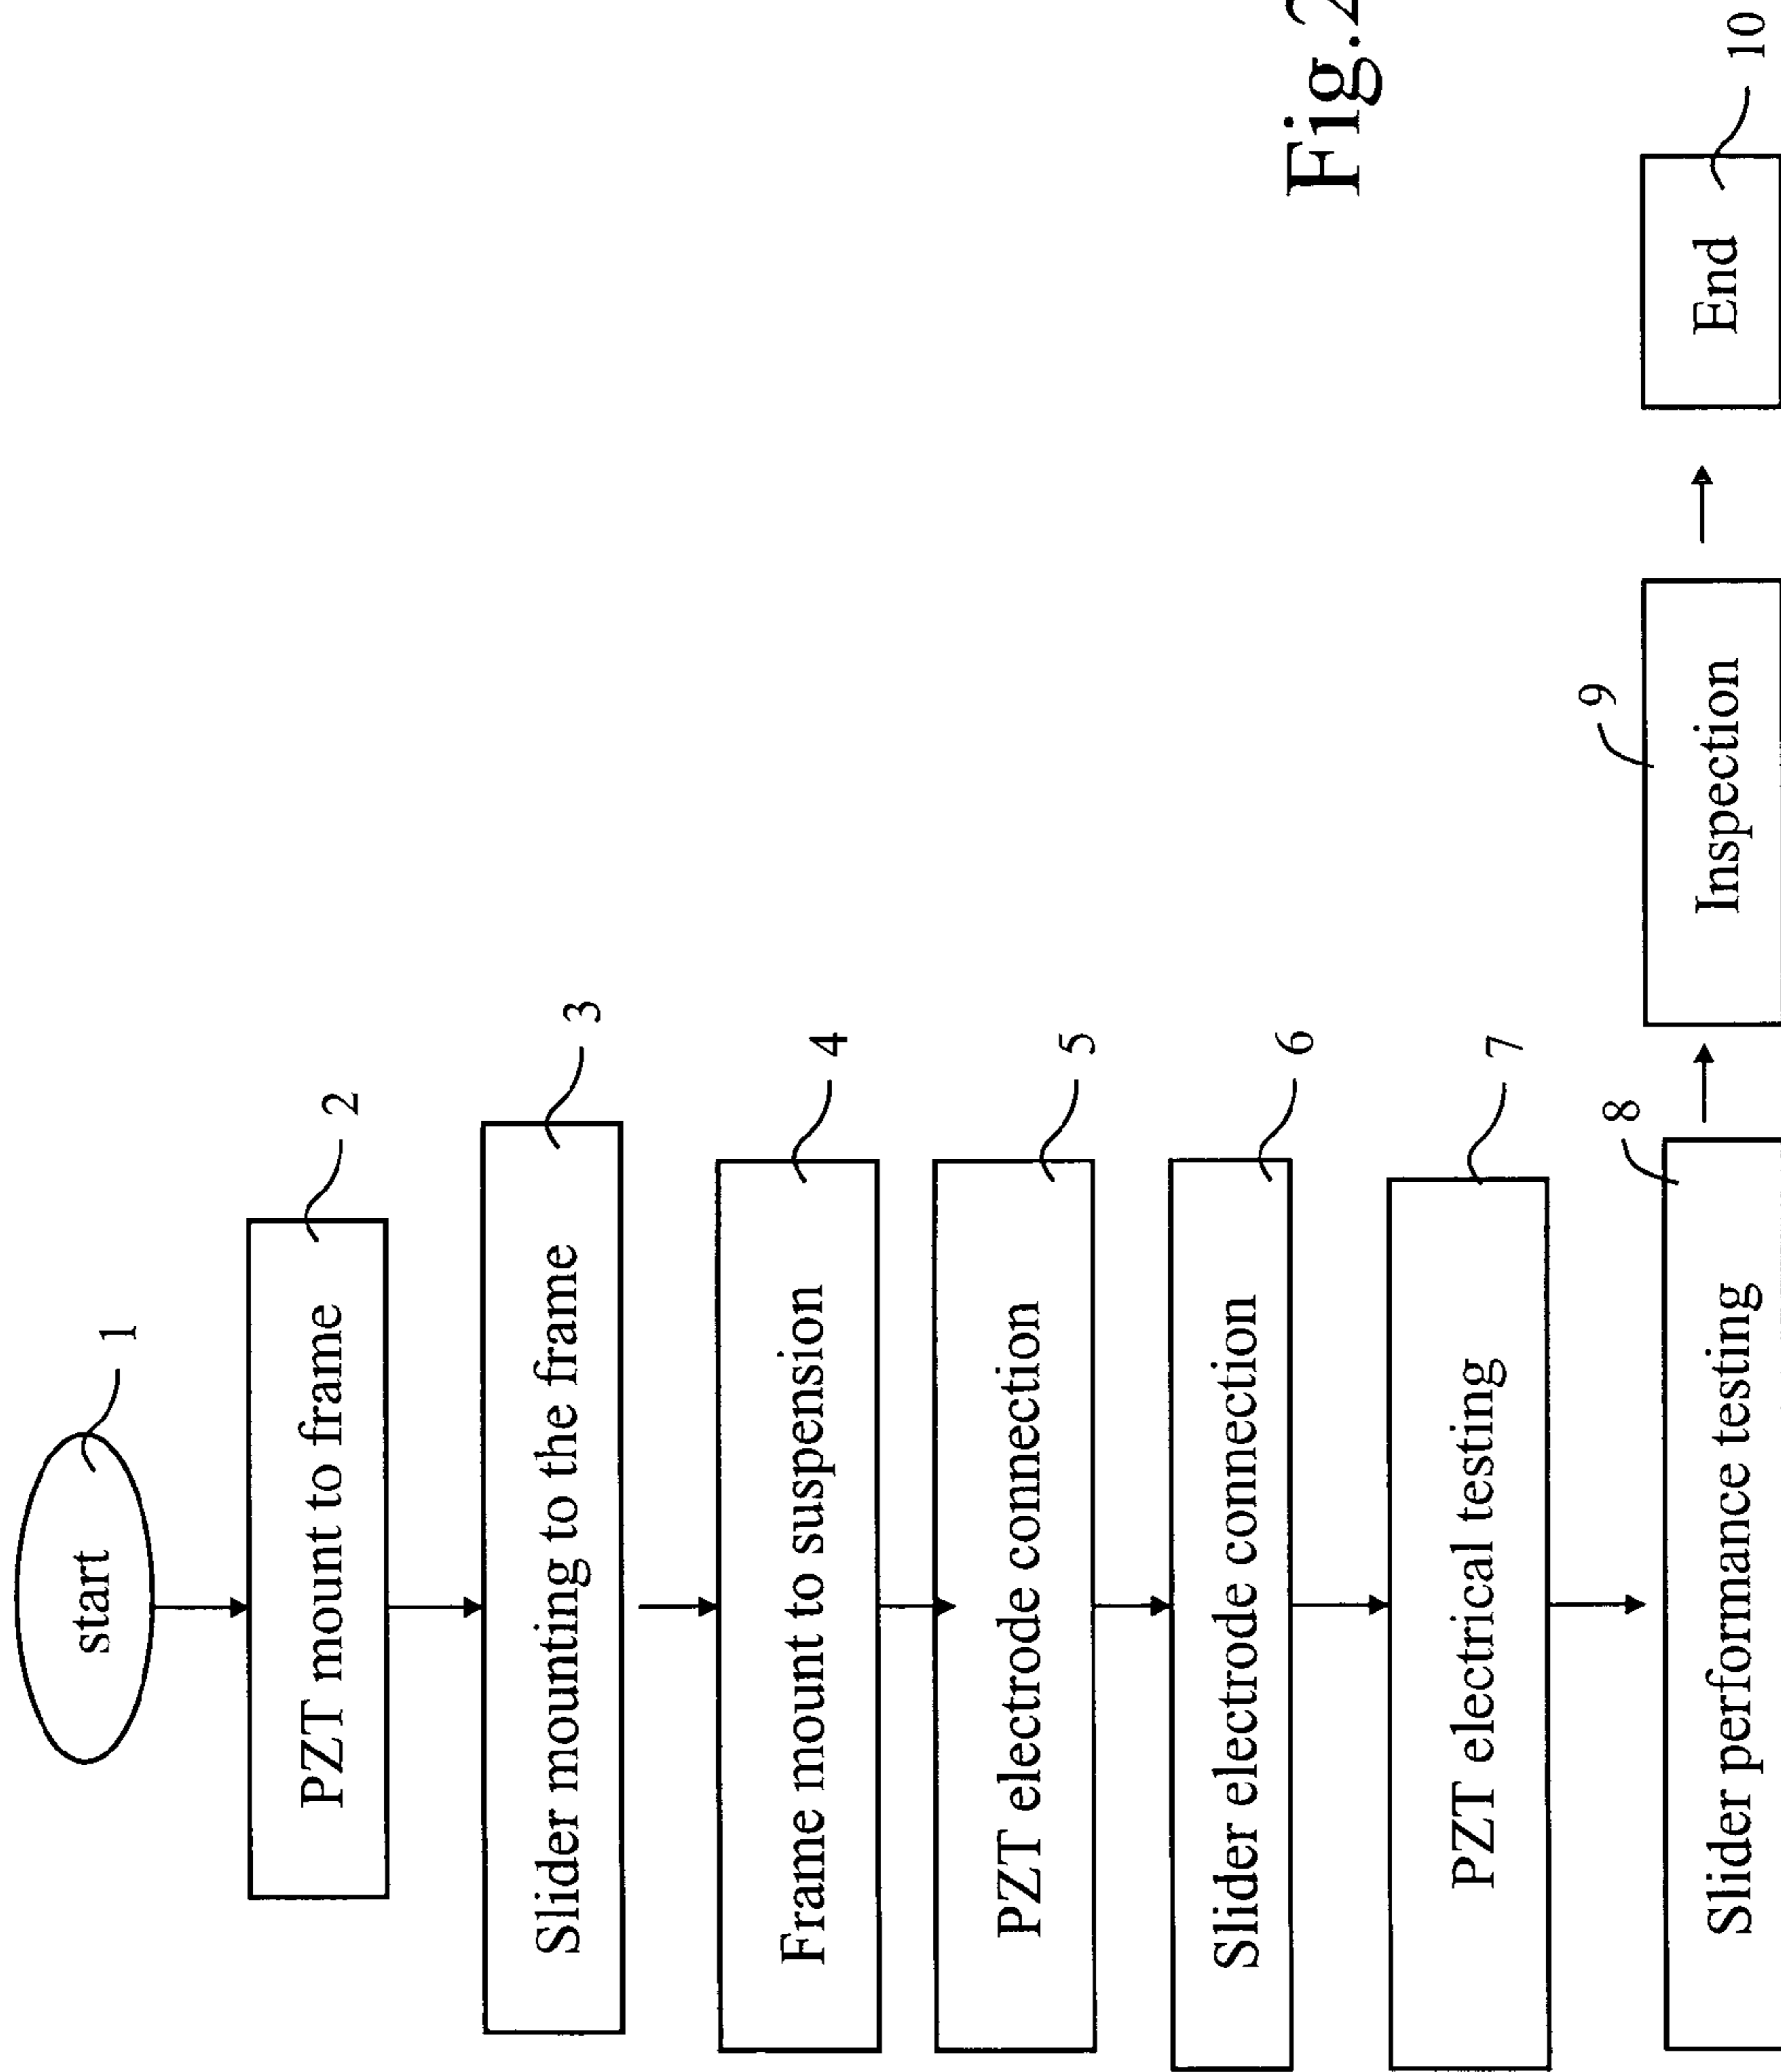 start
1
PZT mount to frame
2
Slider mounting to the frame
3
Frame mount to suspension
4
PZT electrode connection
5
Slider electrode connection
6
PZT electrical testing
7
Slider performance testing
8
Inspection
9
End
10
Fig.2